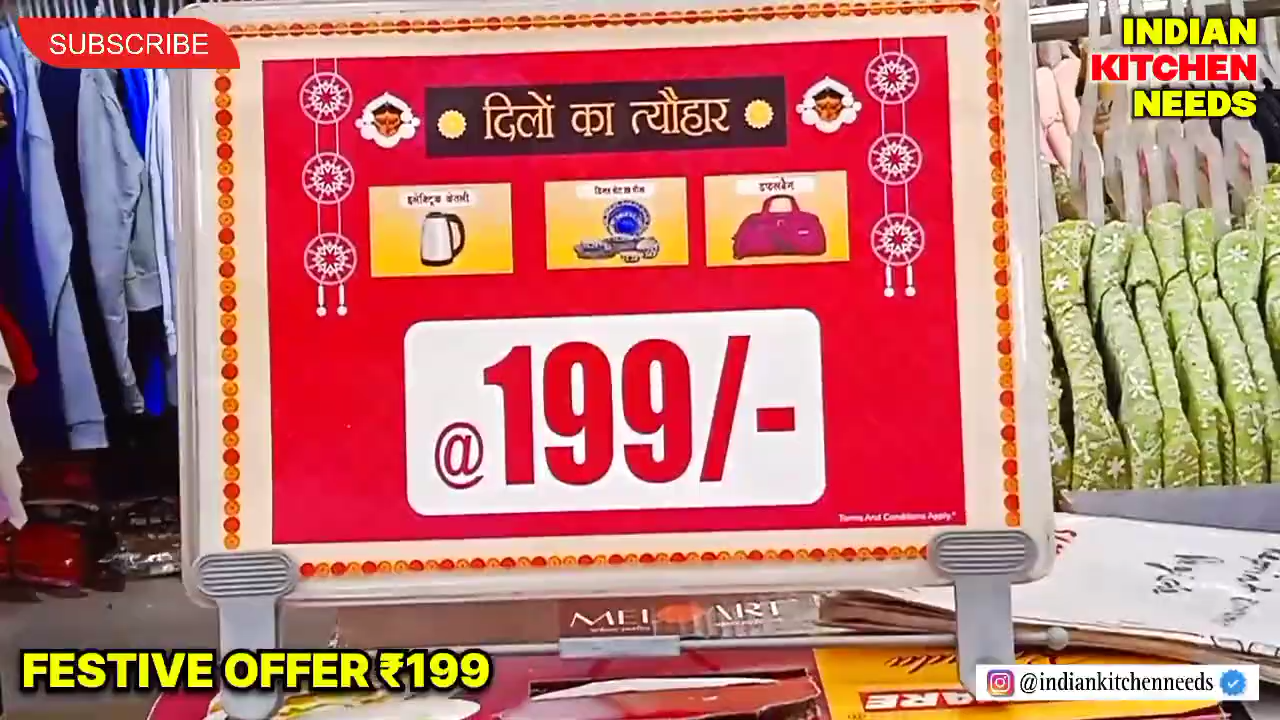 SUBSCRIBE
INDIAN
KITCHEN
NEEDS
दिलों का त्यौहार
इलेक्ट्रिक केतली
डफलबैग
@199/-
Terms And Conditions Apply.*
FESTIVE OFFER ₹199
@indiankitchenneeds